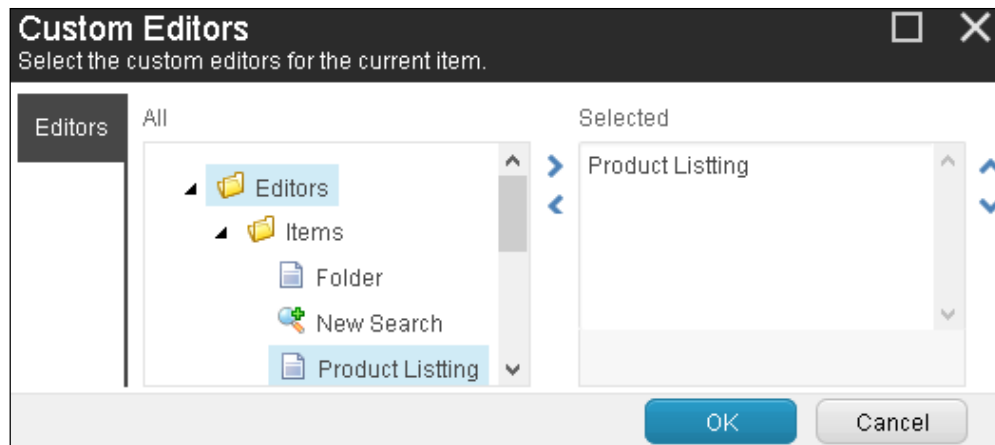 Custom Editors
Select the custom editors for the current item.
Editors
All
Selected
Editors
Items
Folder
New Search
Product Listting
Product Listting
OK
Cancel